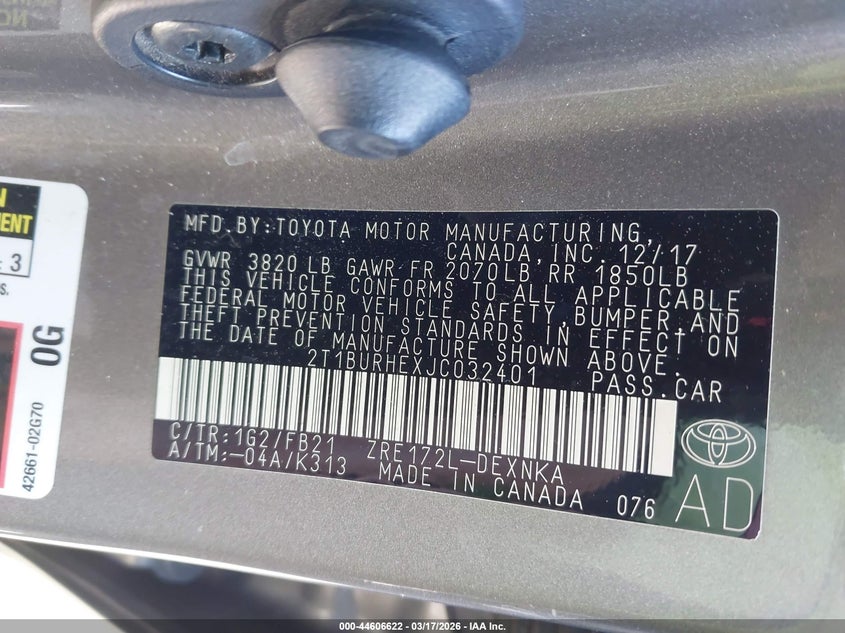 MFD.BY:TOYOTA MOTOR MANUFACTURING,
CANADA,INC. 12/17
GVWR 3820 LB GAWR FR 2070LB RR 1850LB
THIS VEHICLE CONFORMS TO ALL APPLICABLE
FEDERAL MOTOR VEHICLE SAFETY,BUMPER,AND
THEFT PREVENTION STANDARDS IN EFFECT ON
THE DATE OF MANUFACTURE SHOWN ABOVE.
2T1BURHEXJC032401 PASS.CAR
C/TR:1G2/FB21 ZRE172L-DEXNKA
A/TM:-04A/K313 MADE IN CANADA 076
AD
: 3
0G
42661-02G70
000-44606622 - 03/17/2026 - IAA Inc.